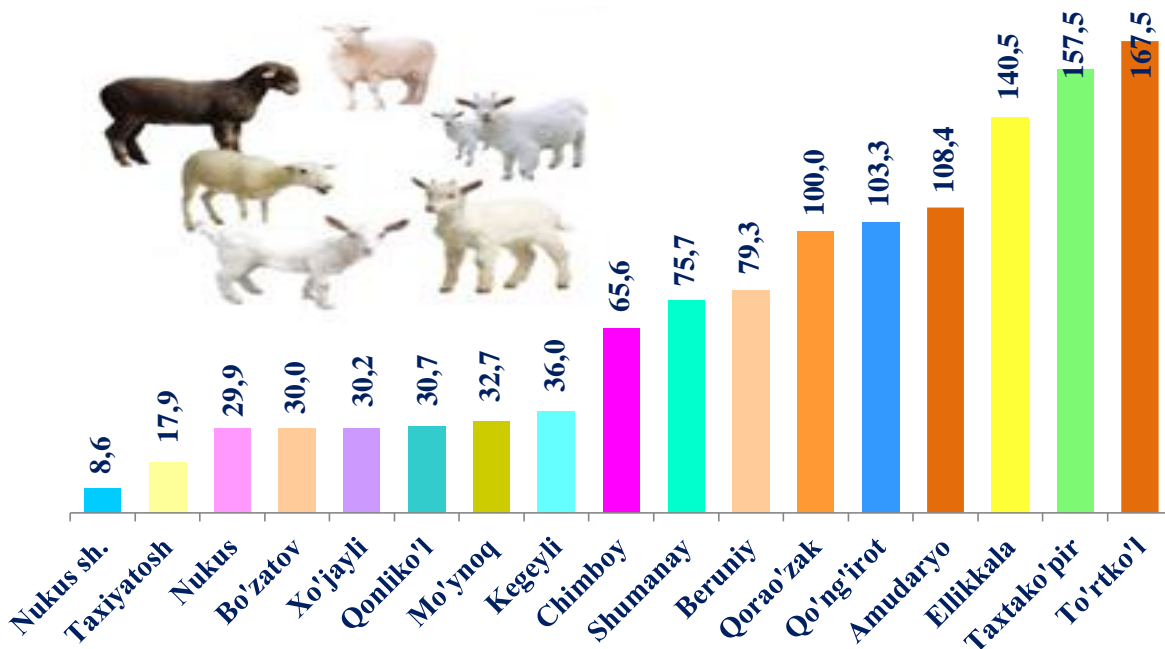 8,6
17,9
29,9
30,0
30,2
30,7
32,7
36,0
65,6
75,7
79,3
100,0
103,3
108,4
140,5
157,5
167,5
Nukus sh.
Taxiyatosh
Nukus
Bo'zatov
Xo'jayli
Qonliko'l
Mo'ynoq
Kegeyli
Chimboy
Shumanay
Beruniy
Qorao'zak
Qo'ng'irot
Amudaryo
Ellikkala
Taxtako'pir
To'rtko'l